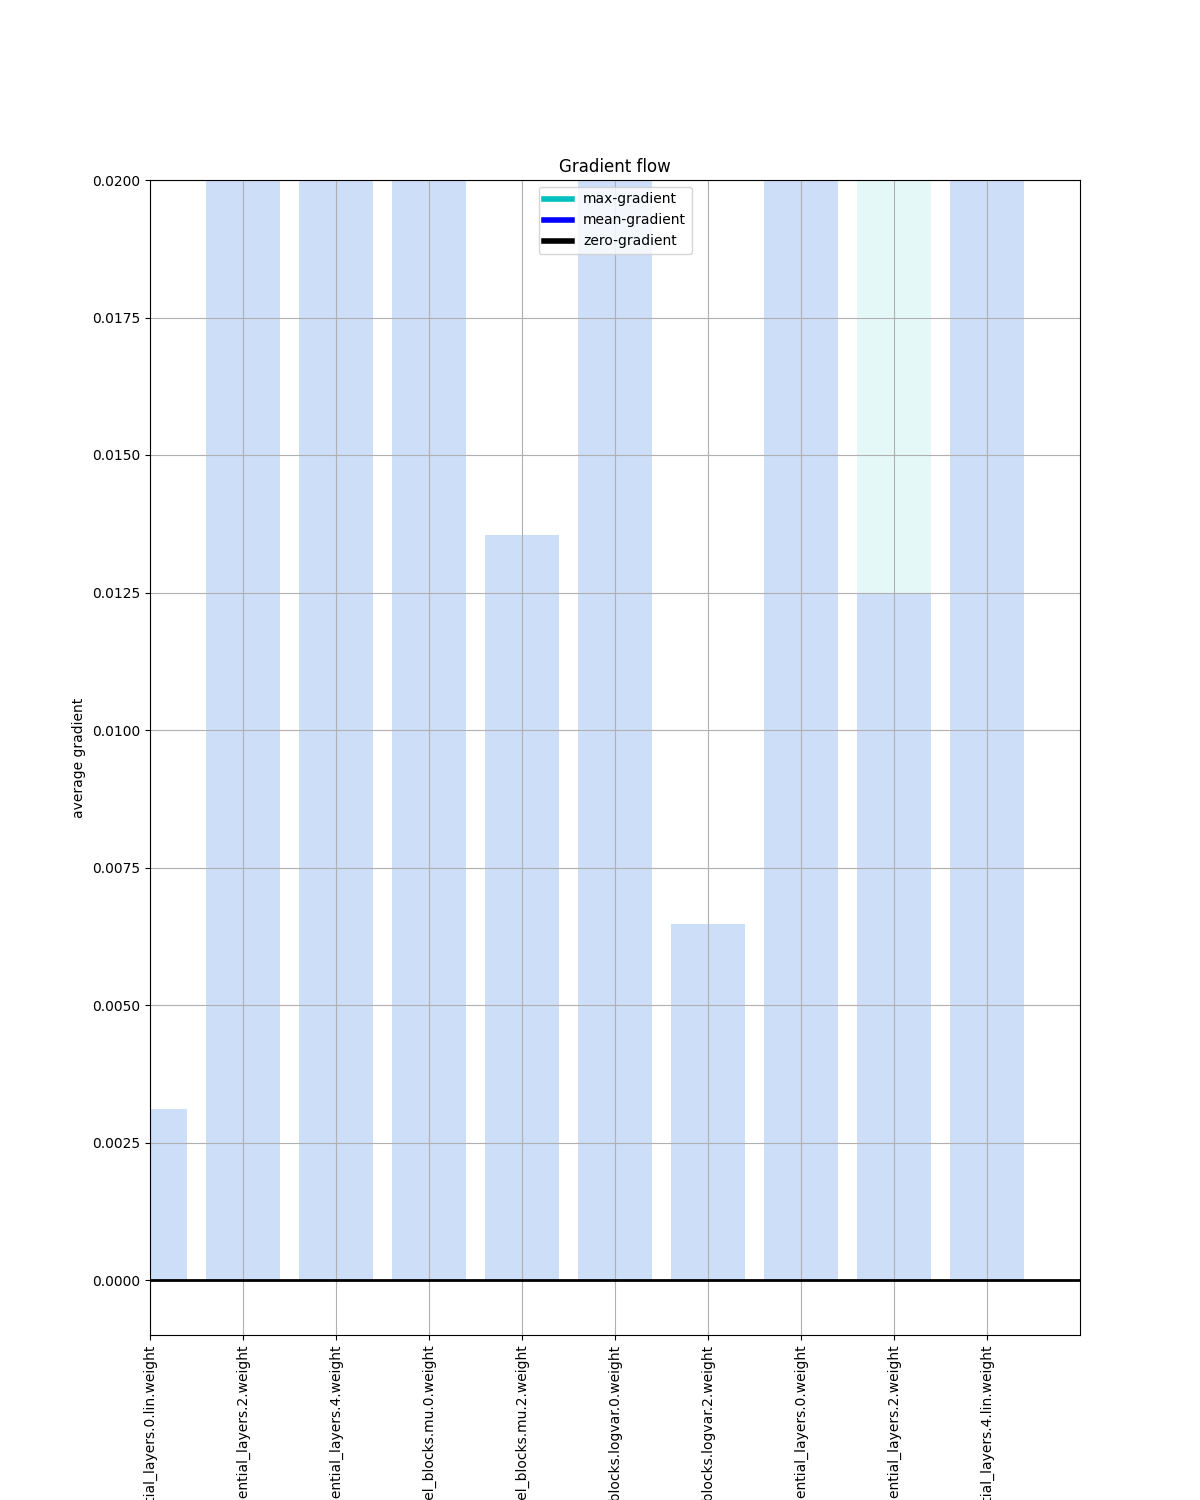 Gradient flow
max-gradient
mean-gradient
zero-gradient
0.0200
0.0175
0.0150
0.0125
0.0100
0.0075
0.0050
0.0025
0.0000
average gradient
tial_layers.0.lin.weight
ential_layers.2.weight
ential_layers.4.weight
el_blocks.mu.0.weight
el_blocks.mu.2.weight
blocks.logvar.0.weight
blocks.logvar.2.weight
ential_layers.0.weight
ential_layers.2.weight
tial_layers.4.lin.weight